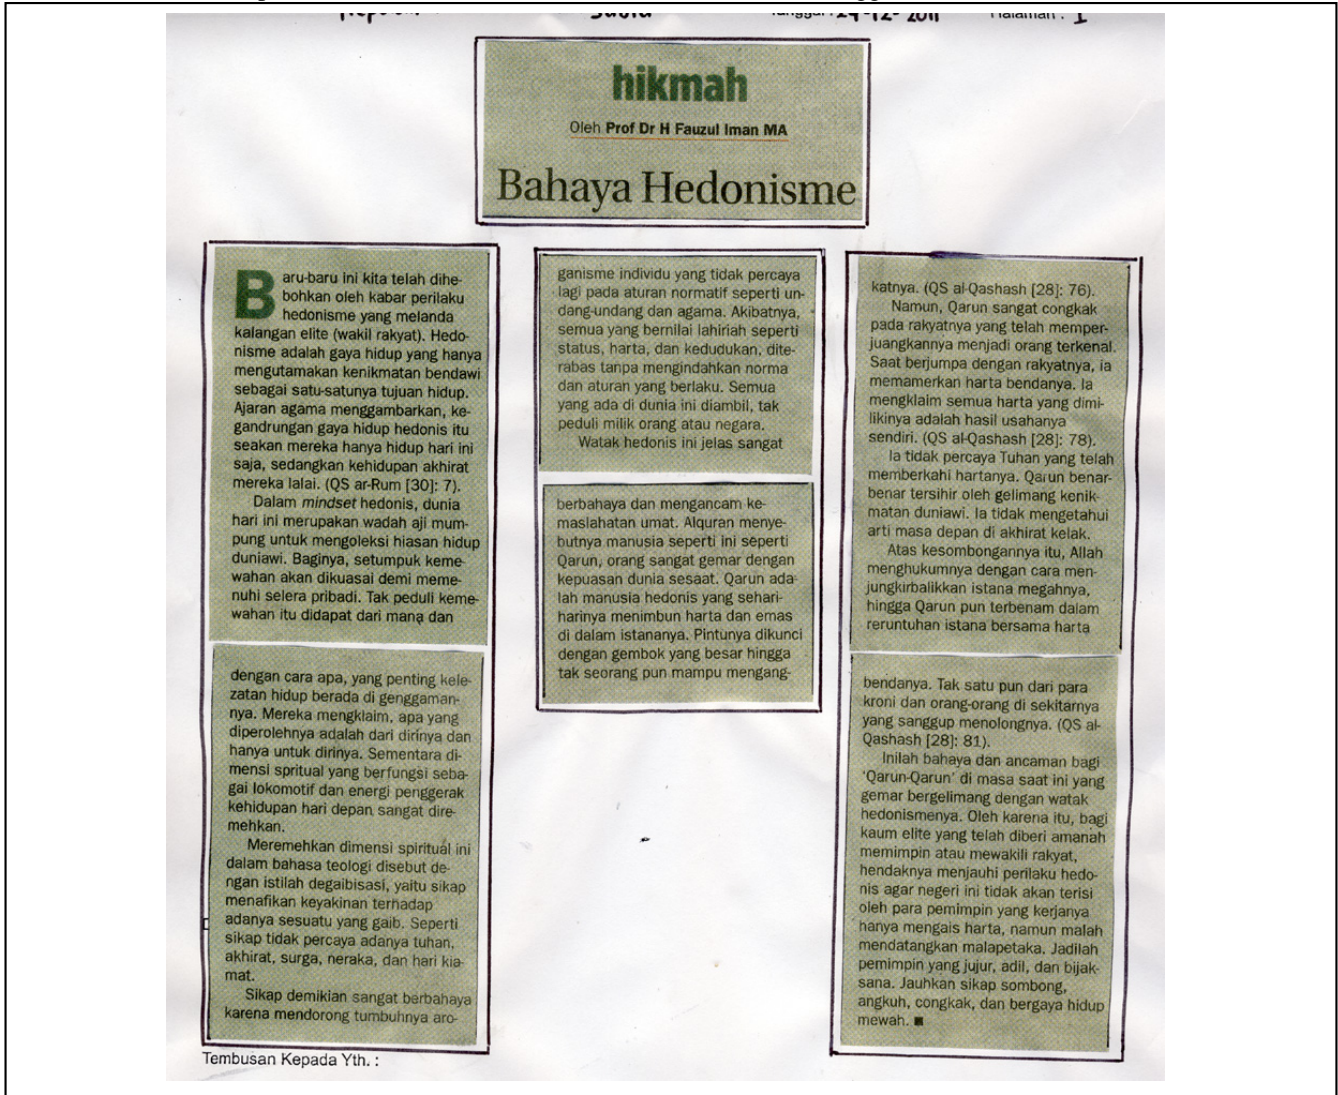 Tanggal : 24-12-2011 Halaman : 1
hikmah
Oleh Prof Dr H Fauzul Iman MA
Bahaya Hedonisme
Baru-baru ini kita telah dihe-
bohkan oleh kabar perilaku
hedonisme yang melanda
kalangan elite (wakil rakyat). Hedo-
nisme adalah gaya hidup yang hanya
mengutamakan kenikmatan bendawi
sebagai satu-satunya tujuan hidup.
Ajaran agama menggambarkan, ke-
gandrungan gaya hidup hedonis itu
seakan mereka hanya hidup hari ini
saja, sedangkan kehidupan akhirat
mereka lalai. (QS ar-Rum [30]: 7).
Dalam mindset hedonis, dunia
hari ini merupakan wadah aji mum-
pung untuk mengoleksi hiasan hidup
duniawi. Baginya, setumpuk keme-
wahan akan dikuasai demi meme-
nuhi selera pribadi. Tak peduli keme-
wahan itu didapat dari mana dan
dengan cara apa, yang penting kele-
zatan hidup berada di genggaman-
nya. Mereka mengklaim, apa yang
diperolehnya adalah dari dirinya dan
hanya untuk dirinya. Sementara di-
mensi spritual yang berfungsi seba-
gai lokomotif dan energi penggerak
kehidupan hari depan sangat dire-
mehkan.
Meremehkan dimensi spiritual ini
dalam bahasa teologi disebut de-
ngan istilah degaibisasi, yaitu sikap
menafikan keyakinan terhadap
adanya sesuatu yang gaib. Seperti
sikap tidak percaya adanya tuhan,
akhirat, surga, neraka, dan hari kia-
mat.
Sikap demikian sangat berbahaya
karena mendorong tumbuhnya aro-
ganisme individu yang tidak percaya
lagi pada aturan normatif seperti un-
dang-undang dan agama. Akibatnya,
semua yang bernilai lahiriah seperti
status, harta, dan kedudukan, dite-
rabas tanpa mengindahkan norma
dan aturan yang berlaku. Semua
yang ada di dunia ini diambil, tak
peduli milik orang atau negara.
Watak hedonis ini jelas sangat
berbahaya dan mengancam ke-
maslahatan umat. Alquran menye-
butnya manusia seperti ini seperti
Qarun, orang sangat gemar dengan
kepuasan dunia sesaat. Qarun ada-
lah manusia hedonis yang sehari-
harinya menimbun harta dan emas
di dalam istananya. Pintunya dikunci
dengan gembok yang besar hingga
tak seorang pun mampu mengang-
katnya. (QS al-Qashash [28]: 76).
Namun, Qarun sangat congkak
pada rakyatnya yang telah memper-
juangkannya menjadi orang terkenal.
Saat berjumpa dengan rakyatnya, ia
memamerkan harta bendanya. Ia
mengklaim semua harta yang dimi-
likinya adalah hasil usahanya
sendiri. (QS al-Qashash [28]: 78).
Ia tidak percaya Tuhan yang telah
memberkahi hartanya. Qarun benar-
benar tersihir oleh gelimang kenik-
matan duniawi. Ia tidak mengetahui
arti masa depan di akhirat kelak.
Atas kesombongannya itu, Allah
menghukumnya dengan cara men-
jungkirbalikkan istana megahnya,
hingga Qarun pun terbenam dalam
reruntuhan istana bersama harta
bendanya. Tak satu pun dari para
kroni dan orang-orang di sekitarnya
yang sanggup menolongnya. (QS al-
Qashash [28]: 81).
Inilah bahaya dan ancaman bagi
'Qarun-Qarun' di masa saat ini yang
gemar bergelimang dengan watak
hedonismenya. Oleh karena itu, bagi
kaum elite yang telah diberi amanah
memimpin atau mewakili rakyat,
hendaknya menjauhi perilaku hedo-
nis agar negeri ini tidak akan terisi
oleh para pemimpin yang kerjanya
hanya mengais harta, namun malah
mendatangkan malapetaka. Jadilah
pemimpin yang jujur, adil, dan bijak-
sana. Jauhkan sikap sombong,
angkuh, congkak, dan bergaya hidup
mewah. ■
Tembusan Kepada Yth. :